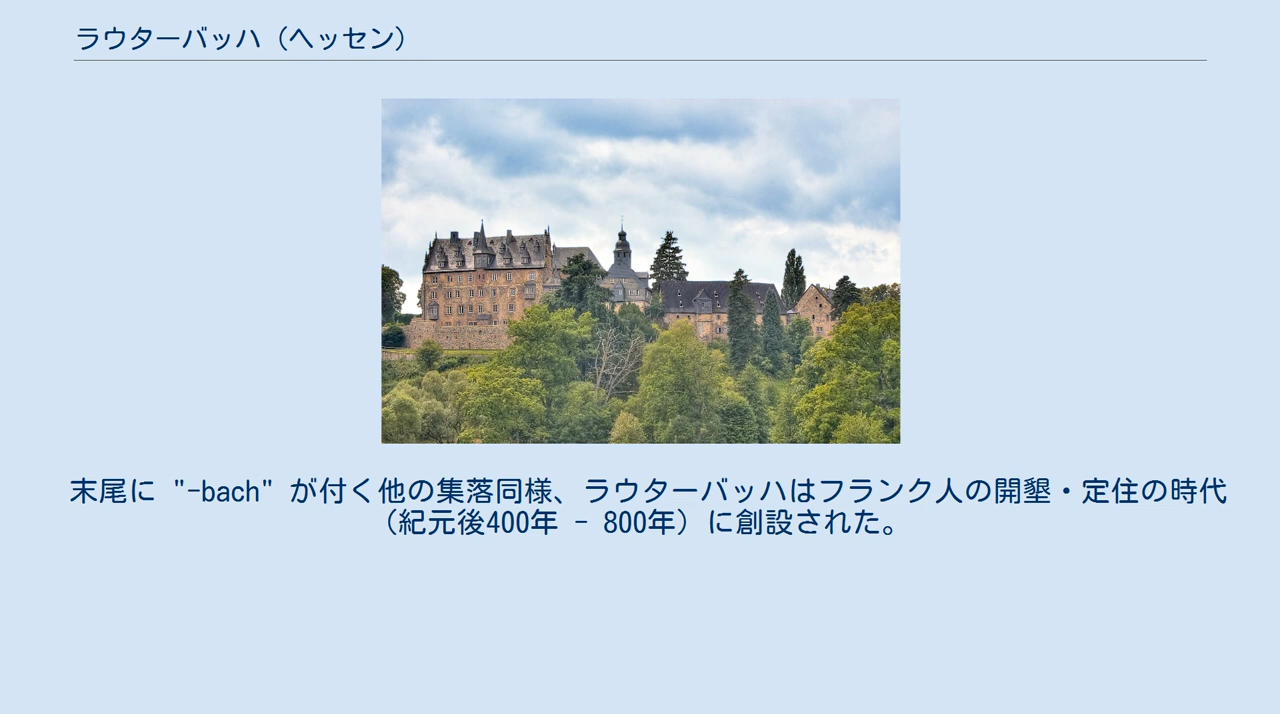 ラウターバッハ（ヘッセン）
末尾に "-bach" が付く他の集落同様、ラウターバッハはフランク人の開墾・定住の時代
（紀元後400年 - 800年）に創設された。